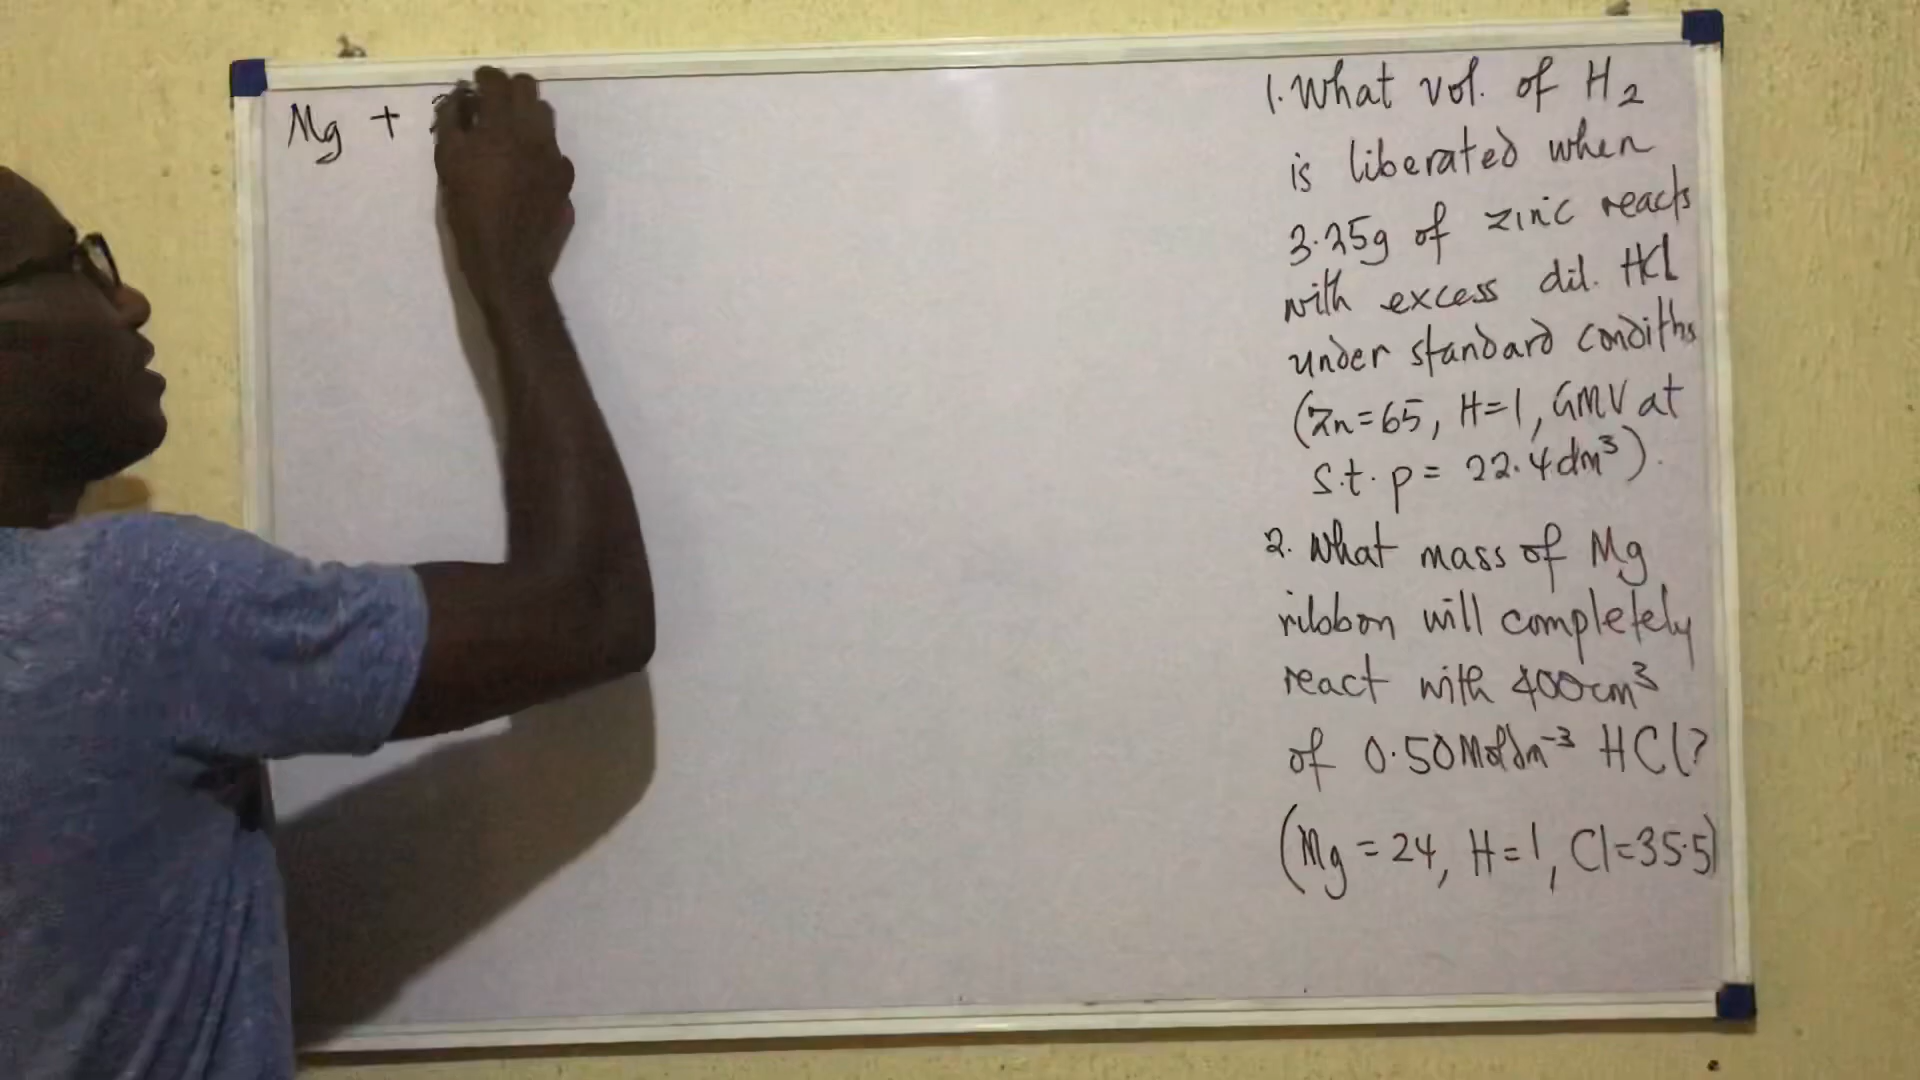 Mg +
1. What vol. of H2
is liberated when
3.25g of zinc reacts
with excess dil. HCl
under standard
(Zn=65, H=1, GMV at
s.t.p = 22.4dm³).
2. What mass of Mg
ribbon will completely
react with 400cm³
of 0.50Moldm⁻³ HCl?
(Mg = 24, H=1, Cl=35.5)